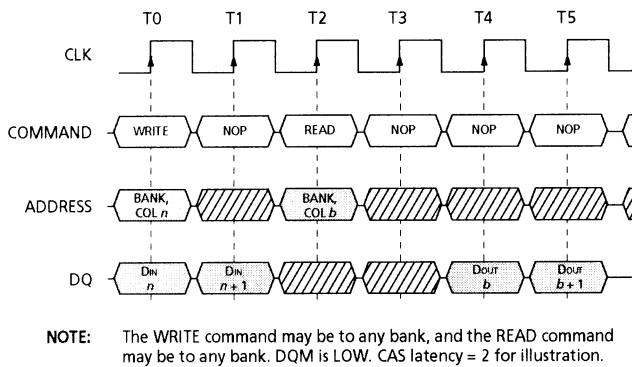 T0 T1 T2 T3 T4 T5
CLK
COMMAND WRITE NOP READ NOP NOP NOP
ADDRESS BANK, COL n BANK, COL b
DQ DIN n DIN n + 1 DOUT b DOUT b + 1
NOTE: The WRITE command may be to any bank, and the READ command
may be to any bank. DQM is LOW. CAS latency = 2 for illustration.